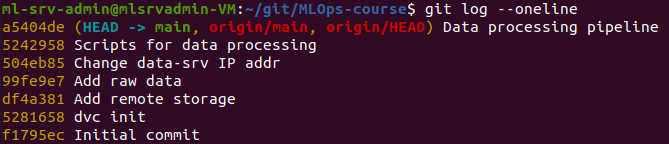 ml-srv-admin@mlsrvadmin-VM:~/git/MLOps-course$ git log --oneline
a5404de (HEAD -> main, origin/main, origin/HEAD) Data processing pipeline
5242958 Scripts for data processing
504eb85 Change data-srv IP addr
99fe9e7 Add raw data
df4a381 Add remote storage
5281658 dvc init
f1795ec Initial commit